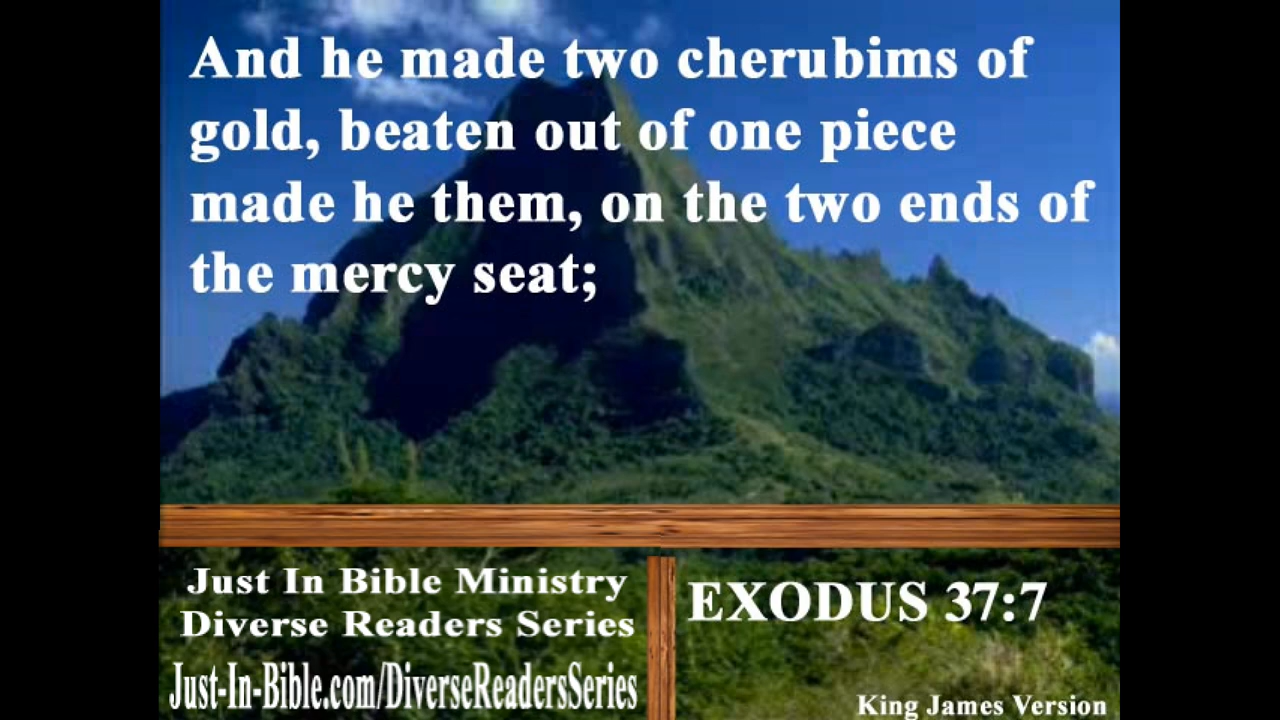 And he made two cherubims of
gold, beaten out of one piece
made he them, on the two ends of
the mercy seat;
Just In Bible Ministry
Diverse Readers Series
Just-In-Bible.com/DiverseReadersSeries
EXODUS 37:7
King James Version